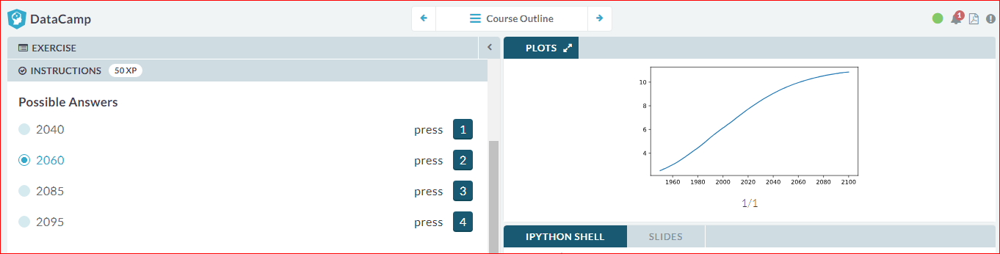 DataCamp
Course Outline
1
EXERCISE
INSTRUCTIONS 50 XP
Possible Answers
2040 press 1
2060 press 2
2085 press 3
2095 press 4
PLOTS
10
8
6
4
1960 1980 2000 2020 2040 2060 2080 2100
1/1
IPYTHON SHELL SLIDES